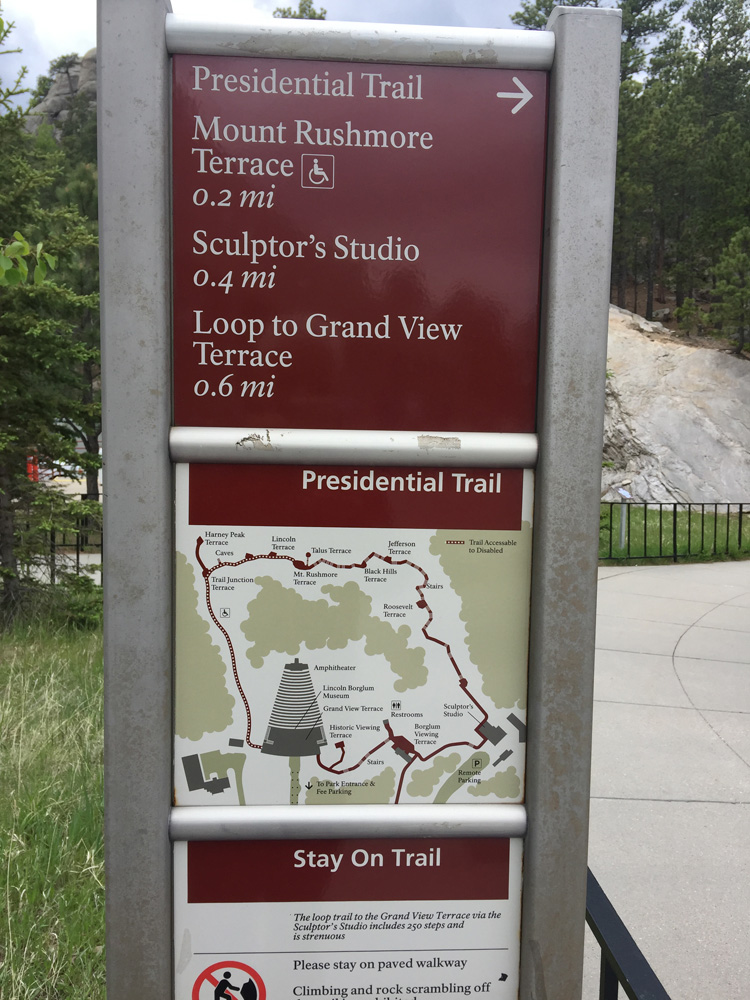 Presidential Trail
Mount Rushmore
Terrace
0.2 mi
Sculptor's Studio
0.4 mi
Loop to Grand View
Terrace
0.6 mi
Presidential Trail
Harney Peak
Terrace
Caves
Lincoln
Terrace
Talus Terrace
Jefferson
Terrace
Trail Accessable
to Disabled
Trail Junction
Terrace
Mt. Rushmore
Terrace
Black Hills
Terrace
Stairs
Roosevelt
Terrace
Amphitheater
Lincoln Borglum
Museum
Grand View Terrace
Restrooms
Sculptor's
Studio
Historic Viewing
Terrace
Borglum
Viewing
Terrace
Stairs
P
Remote
Parking
To Park Entrance &
Fee Parking
Stay On Trail
The loop trail to the Grand View Terrace via the
Sculptor's Studio includes 250 steps and
is strenuous
Please stay on paved walkway
Climbing and rock scrambling off